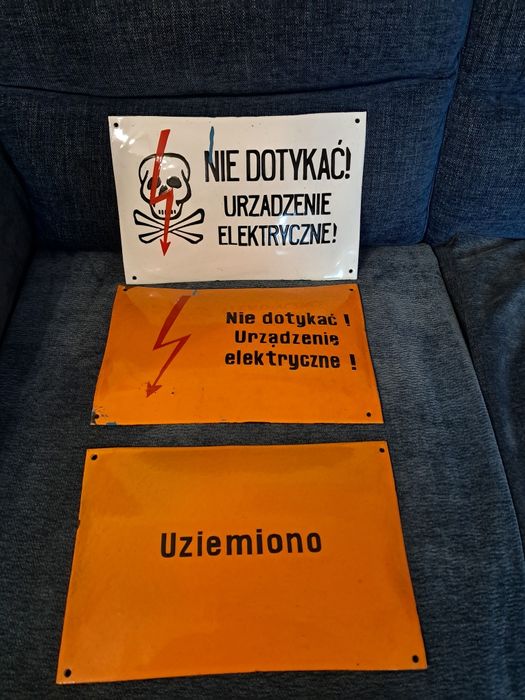 NIE DOTYKAĆ!
URZADZENIE
ELEKTRYCZNE!
Nie dotykać !
Urządzenie
elektryczne !
Uziemiono